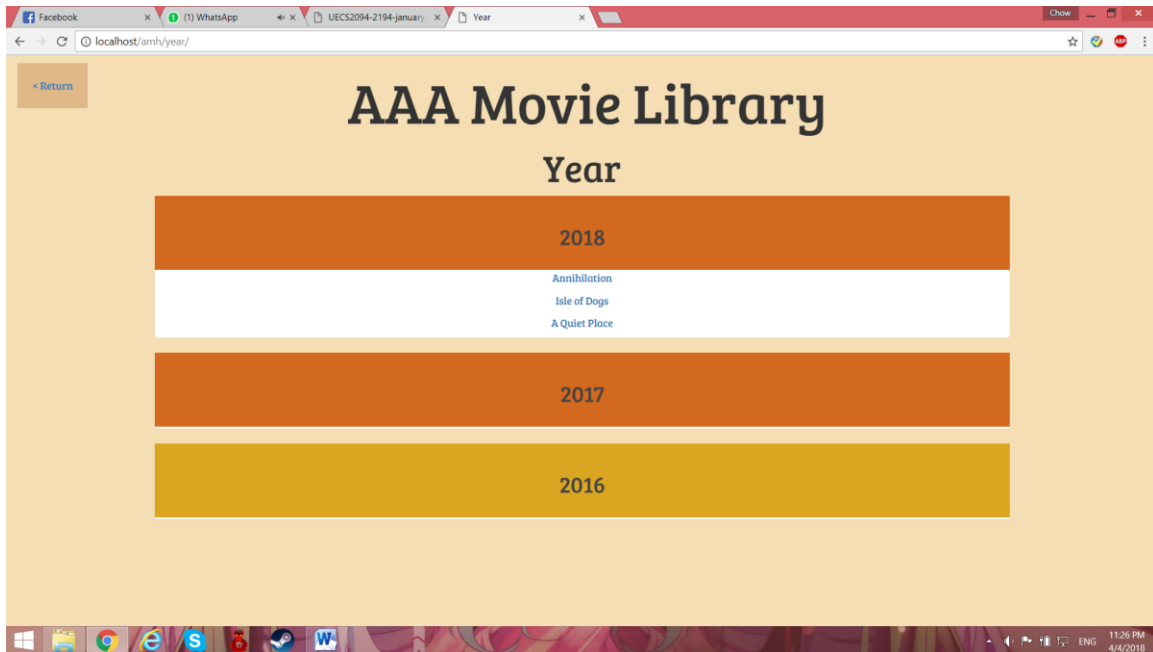 Facebook
(1) WhatsApp
UECS2094-2194-january
Year
Chow
localhost/amh/year/
ABP
< Return
AAA Movie Library
Year
2018
Annihilation
Isle of Dogs
A Quiet Place
2017
2016
ENG
11:26 PM
4/4/2018